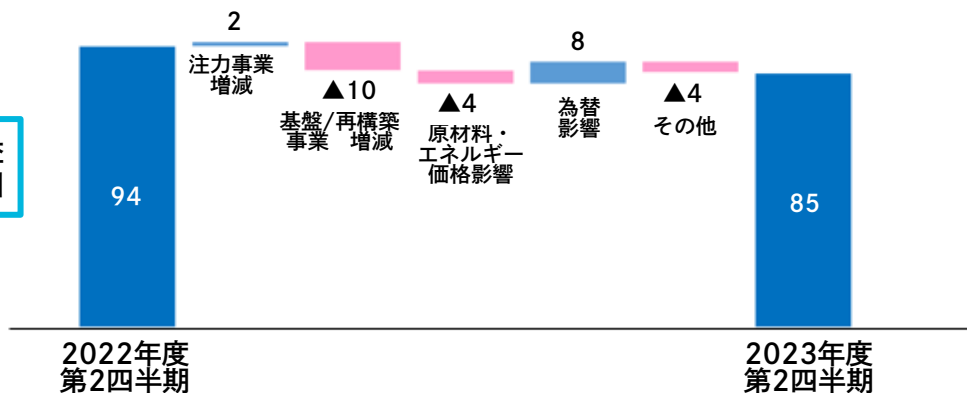 2
注力事業
増減
▲10
基盤/再構築
事業 増減
▲4
原材料・
エネルギー
価格影響
8
為替
影響
▲4
その他
94
85
2022年度
第2四半期
2023年度
第2四半期